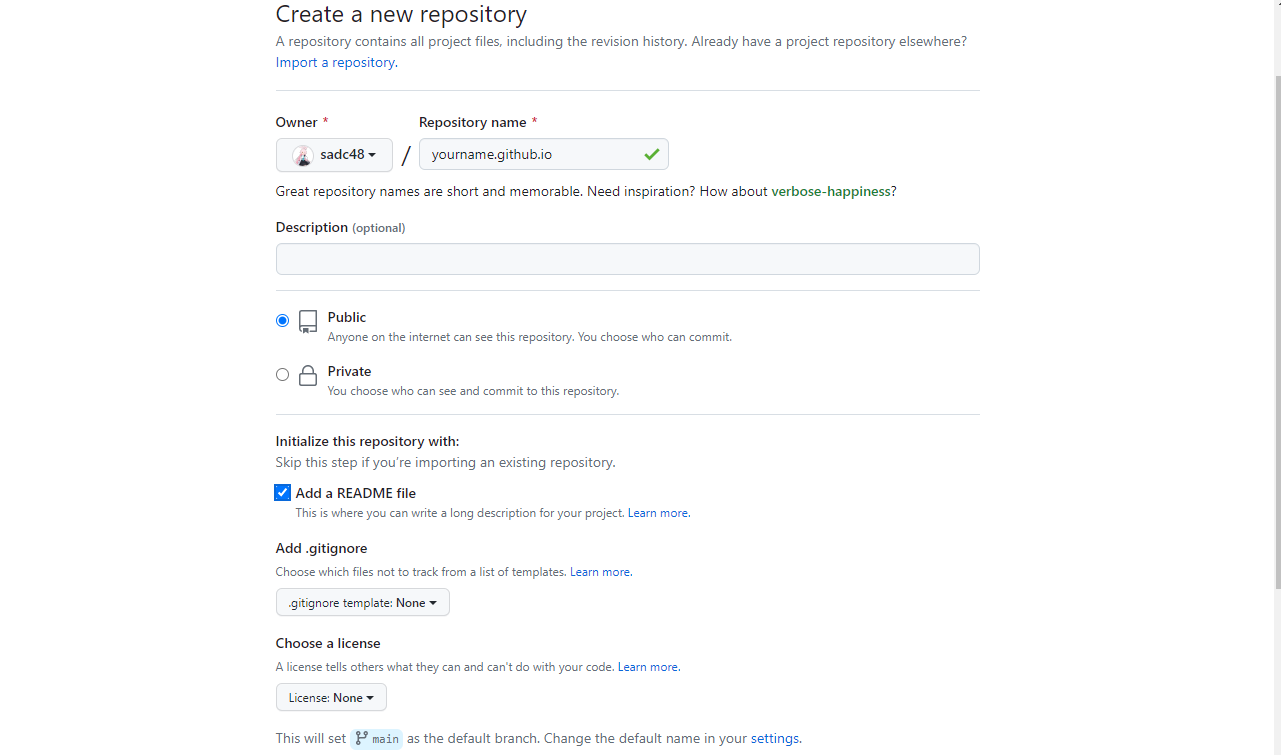 Create a new repository
A repository contains all project files, including the revision history. Already have a project repository elsewhere?
Import a repository.
Owner * Repository name *
sadc48 / yourname.github.io
Great repository names are short and memorable. Need inspiration? How about verbose-happiness?
Description (optional)
Public
Anyone on the internet can see this repository. You choose who can commit.
Private
You choose who can see and commit to this repository.
Initialize this repository with:
Skip this step if you’re importing an existing repository.
Add a README file
This is where you can write a long description for your project. Learn more.
Add .gitignore
Choose which files not to track from a list of templates. Learn more.
.gitignore template: None
Choose a license
A license tells others what they can and can't do with your code. Learn more.
License: None
This will set main as the default branch. Change the default name in your settings.